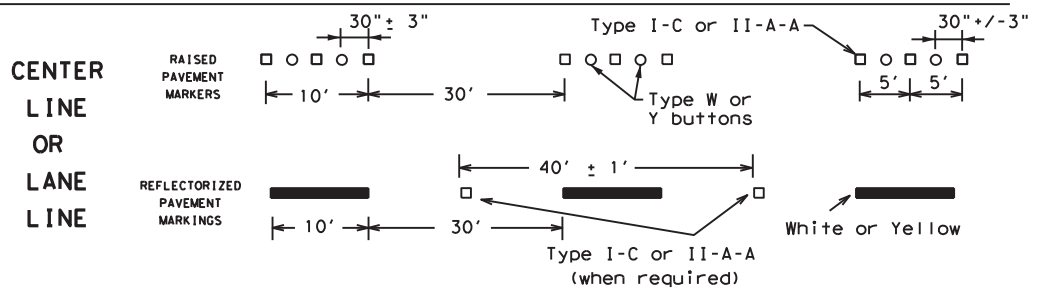 CENTER
LINE
OR
LANE
LINE
RAISED
PAVEMENT
MARKERS
30" ± 3"
10'
30'
Type I-C or II-A-A
Type W or
Y buttons
30"+/-3"
5'
5'
REFLECTORIZED
PAVEMENT
MARKINGS
10'
30'
40' ± 1'
Type I-C or II-A-A
(when required)
White or Yellow